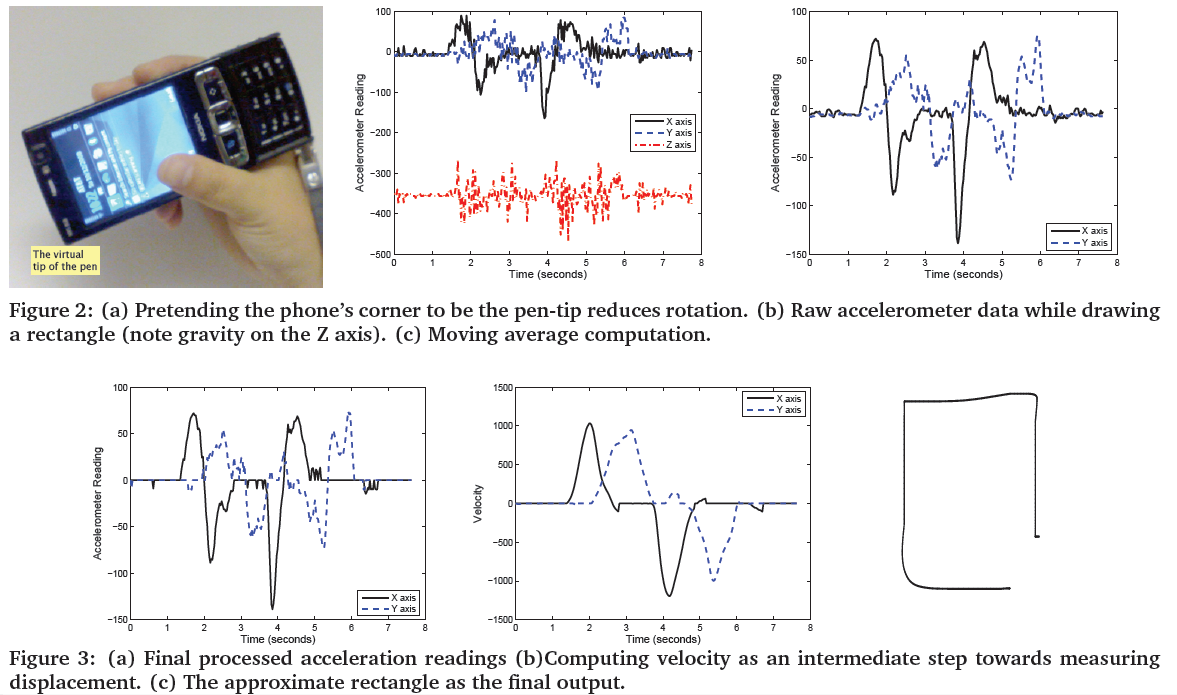 The virtual
tip of the pen
NOKIA
100
0
−100
−200
−300
−400
−500
0 1 2 3 4 5 6 7 8
Accelerometer Reading
Time (seconds)
X axis
Y axis
Z axis
100
50
0
−50
−100
−150
0 1 2 3 4 5 6 7 8
Accelerometer Reading
Time (seconds)
X axis
Y axis
Figure 2: (a) Pretending the phone's corner to be the pen-tip reduces rotation. (b) Raw accelerometer data while drawing
a rectangle (note gravity on the Z axis). (c) Moving average computation.
100
50
0
−50
−100
−150
0 1 2 3 4 5 6 7 8
Accelerometer Reading
Time (seconds)
X axis
Y axis
1500
1000
500
0
−500
−1000
−1500
0 1 2 3 4 5 6 7 8
Velocity
Time (seconds)
X axis
Y axis
Figure 3: (a) Final processed acceleration readings (b)Computing velocity as an intermediate step towards measuring
displacement. (c) The approximate rectangle as the final output.